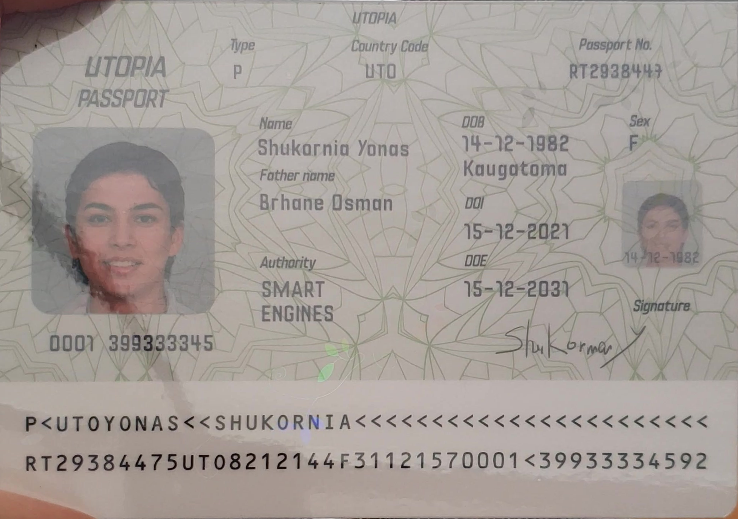 UTOPIA
UTOPIA
PASSPORT
Type
P
Country Code
UTO
Passport No.
RT2938447
Name
Shukornia Yonas
Father name
Brhane Osman
Authority
SMART
ENGINES
DOB
14-12-1982
Kaugatoma
DOI
15-12-2021
DOE
15-12-2031
Sex
F
14-12-1982
Signature
0001 399333345
P<UTOYONAS<<SHUKORNIA<<<<<<<<<<<<<<<<<<<<<<<
RT29384475UTO8212144F31121570001<39933334592